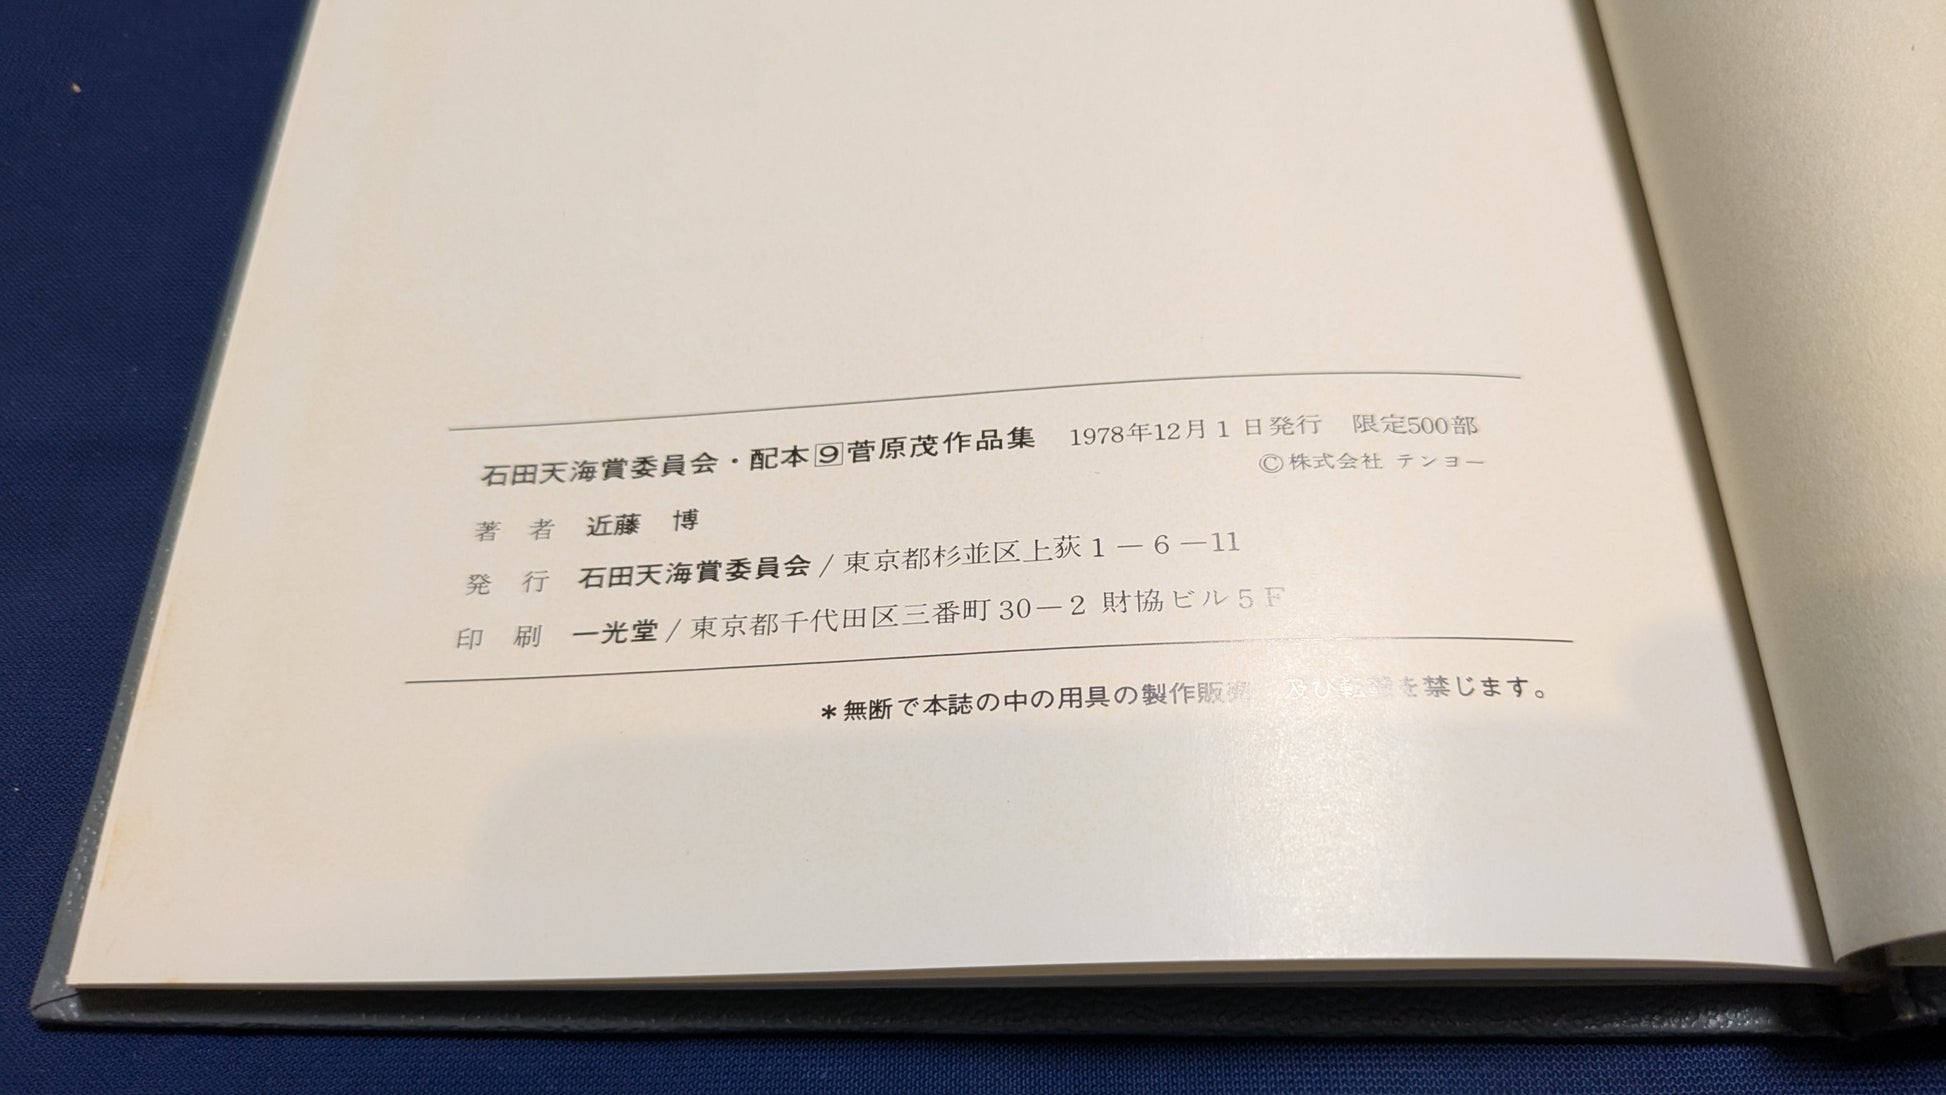 石田天海賞委員会・配本9菅原茂作品集 1978年12月1日発行 限定500部
©株式会社 テンヨー
著 者 近藤 博
発 行 石田天海賞委員会/東京都杉並区上荻1-6-11
印 刷 一光堂/東京都千代田区三番町30-2 財協ビル5F
*無断で本誌の中の用具の製作販売 及び転載を禁じます。